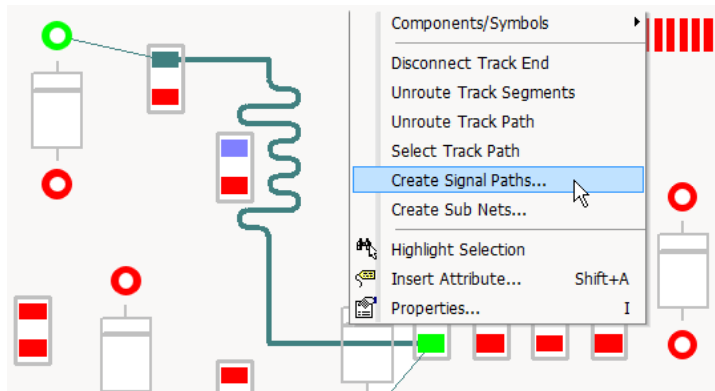 Components/Symbols
Disconnect Track End
Unroute Track Segments
Unroute Track Path
Select Track Path
Create Signal Paths...
Create Sub Nets...
Highlight Selection
Insert Attribute... Shift+A
Properties... I